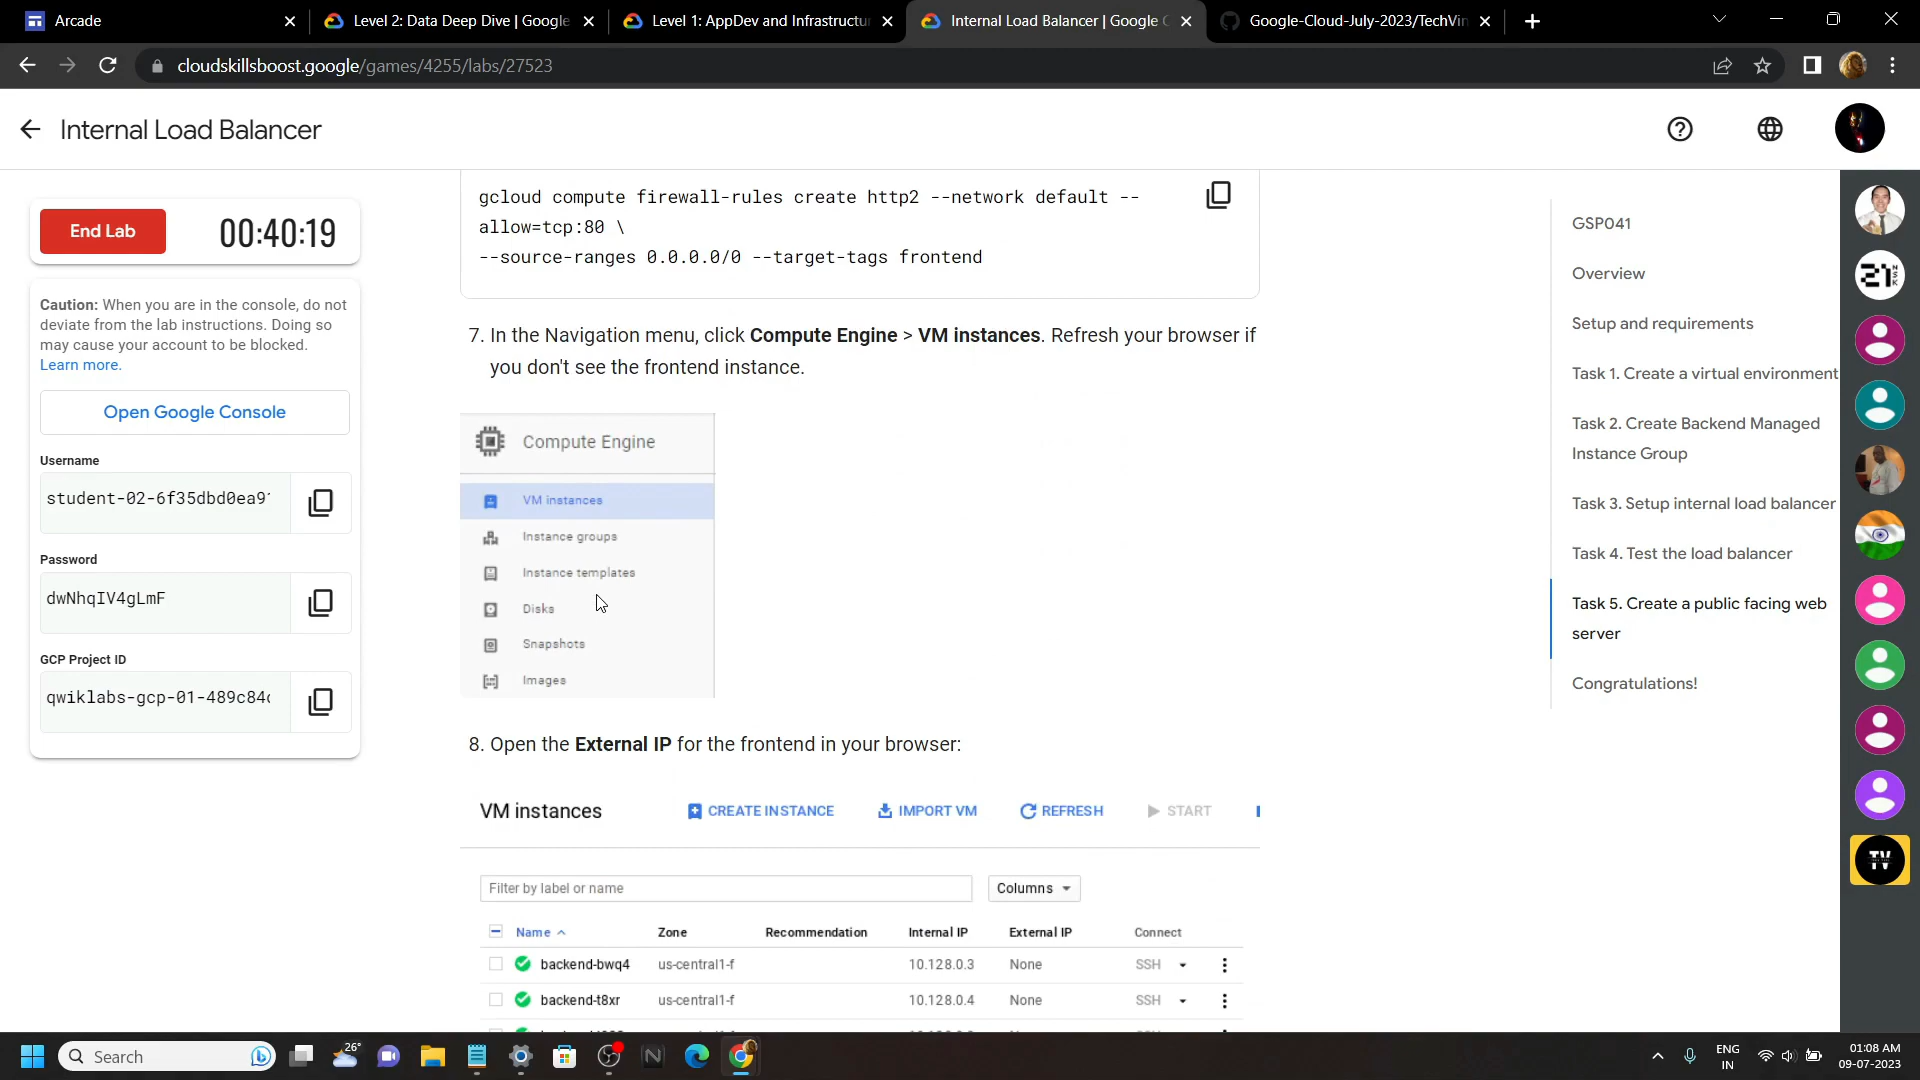 Arcade
Level 2: Data Deep Dive | Google
Level 1: AppDev and Infrastructur
Internal Load Balancer | Google C
Google-Cloud-July-2023/TechVin
cloudskillsboost.google/games/4255/labs/27523
Internal Load Balancer
End Lab
00:40:19
Caution: When you are in the console, do not
deviate from the lab instructions. Doing so
may cause your account to be blocked.
Learn more.
Open Google Console
Username
student-02-6f35dbd0ea9
Password
dwNhqIV4gLmF
GCP Project ID
qwiklabs-gcp-01-489c84
gcloud compute firewall-rules create http2 --network default --
allow=tcp:80 \
--source-ranges 0.0.0.0/0 --target-tags frontend
7. In the Navigation menu, click Compute Engine > VM instances. Refresh your browser if
you don't see the frontend instance.
Compute Engine
VM instances
Instance groups
Instance templates
Disks
Snapshots
Images
8. Open the External IP for the frontend in your browser:
VM instances CREATE INSTANCE IMPORT VM REFRESH START
Filter by label or name Columns
Name Zone Recommendation Internal IP External IP Connect
backend-bwq4 us-central1-f 10.128.0.3 None SSH
backend-t8xr us-central1-f 10.128.0.4 None SSH
GSP041
Overview
Setup and requirements
Task 1. Create a virtual environment
Task 2. Create Backend Managed
Instance Group
Task 3. Setup internal load balancer
Task 4. Test the load balancer
Task 5. Create a public facing web
server
Congratulations!
21
NSK
TV
Search
26°
ENG
IN
01:08 AM
09-07-2023